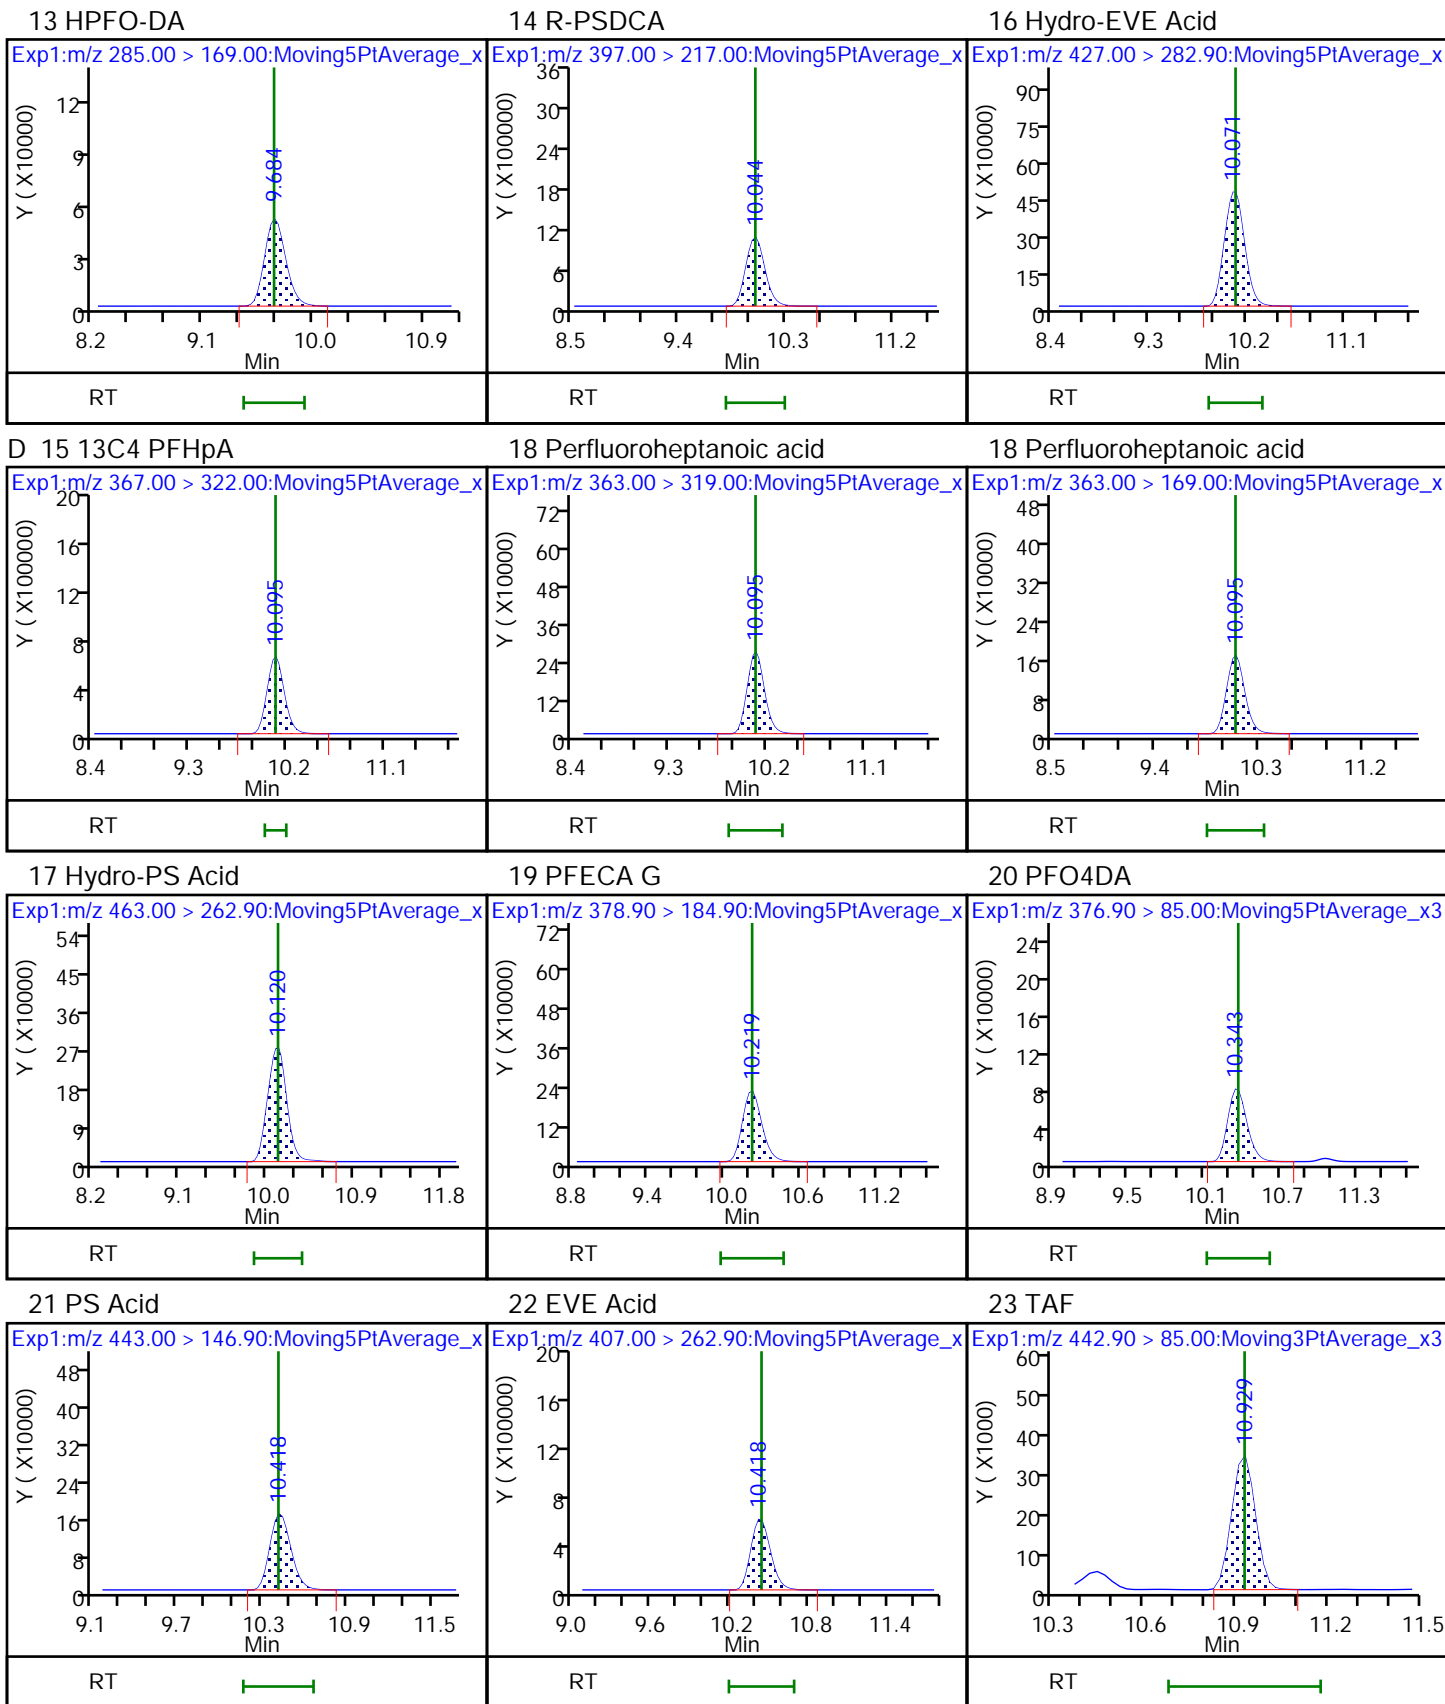 13 HPFO-DA
Exp1:m/z 285.00 > 169.00:Moving5PtAverage_x
Y ( X10000)
12
9
6
3
0
9.684
8.2 9.1 10.0 10.9
Min
RT
14 R-PSDCA
Exp1:m/z 397.00 > 217.00:Moving5PtAverage_x
Y ( X100000)
36
30
24
18
12
6
0
10.044
8.5 9.4 10.3 11.2
Min
RT
16 Hydro-EVE Acid
Exp1:m/z 427.00 > 282.90:Moving5PtAverage_x
Y ( X10000)
90
75
60
45
30
15
0
10.071
8.4 9.3 10.2 11.1
Min
RT
D 15 13C4 PFHpA
Exp1:m/z 367.00 > 322.00:Moving5PtAverage_x
Y ( X100000)
20
16
12
8
4
0
10.095
8.4 9.3 10.2 11.1
Min
RT
18 Perfluoroheptanoic acid
Exp1:m/z 363.00 > 319.00:Moving5PtAverage_x
Y ( X10000)
72
60
48
36
24
12
0
10.095
8.4 9.3 10.2 11.1
Min
RT
18 Perfluoroheptanoic acid
Exp1:m/z 363.00 > 169.00:Moving5PtAverage_x
Y ( X10000)
48
40
32
24
16
8
0
10.095
8.5 9.4 10.3 11.2
Min
RT
17 Hydro-PS Acid
Exp1:m/z 463.00 > 262.90:Moving5PtAverage_x
Y ( X10000)
54
45
36
27
18
9
0
10.120
8.2 9.1 10.0 10.9 11.8
Min
RT
19 PFECA G
Exp1:m/z 378.90 > 184.90:Moving5PtAverage_x
Y ( X10000)
72
60
48
36
24
12
0
10.219
8.8 9.4 10.0 10.6 11.2
Min
RT
20 PFO4DA
Exp1:m/z 376.90 > 85.00:Moving5PtAverage_x3
Y ( X10000)
24
20
16
12
8
4
0
10.343
8.9 9.5 10.1 10.7 11.3
Min
RT
21 PS Acid
Exp1:m/z 443.00 > 146.90:Moving5PtAverage_x
Y ( X10000)
48
40
32
24
16
8
0
10.418
9.1 9.7 10.3 10.9 11.5
Min
RT
22 EVE Acid
Exp1:m/z 407.00 > 262.90:Moving5PtAverage_x
Y ( X100000)
20
16
12
8
4
0
10.418
9.0 9.6 10.2 10.8 11.4
Min
RT
23 TAF
Exp1:m/z 442.90 > 85.00:Moving3PtAverage_x3
Y ( X1000)
60
50
40
30
20
10
0
10.929
10.3 10.6 10.9 11.2 11.5
Min
RT